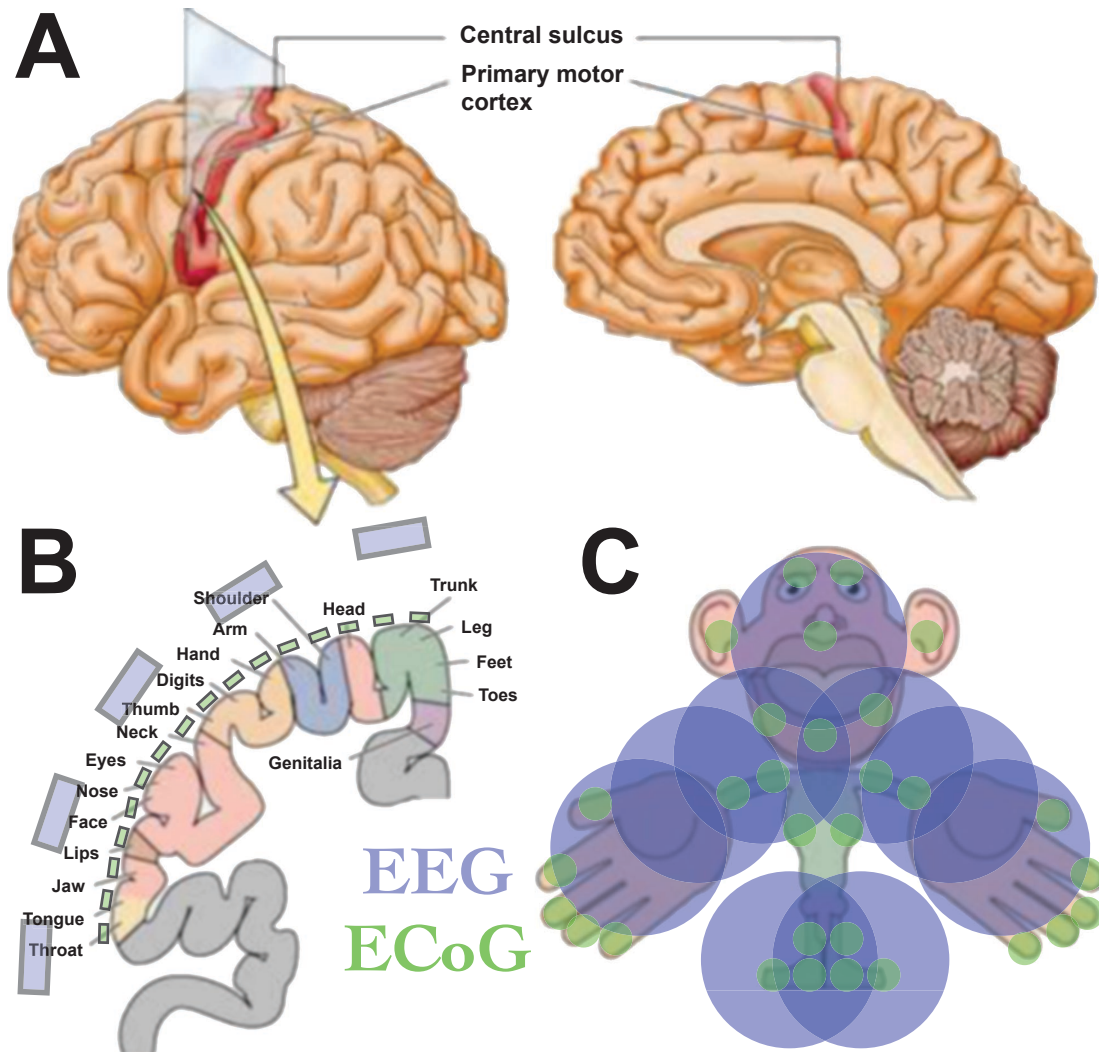 A
Central sulcus
Primary motor
cortex
B
Shoulder
Arm
Hand
Digits
Thumb
Neck
Eyes
Nose
Face
Lips
Jaw
Tongue
Throat
Head
Trunk
Leg
Feet
Toes
Genitalia
EEG
ECoG
C